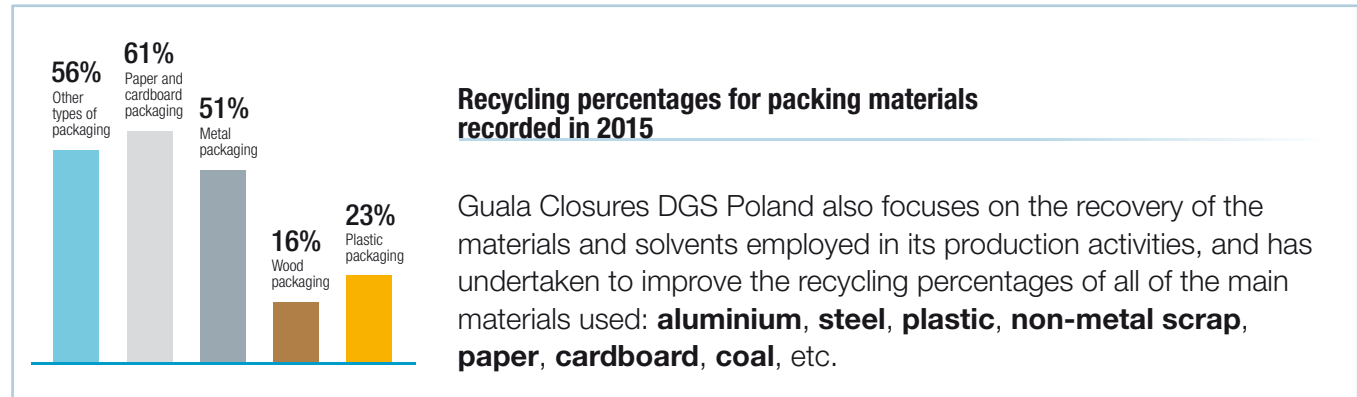 56%
Other
types of
packaging
61%
Paper and
cardboard
packaging
51%
Metal
packaging
16%
Wood
packaging
23%
Plastic
packaging
Recycling percentages for packing materials
recorded in 2015
Guala Closures DGS Poland also focuses on the recovery of the
materials and solvents employed in its production activities, and has
undertaken to improve the recycling percentages of all of the main
materials used: aluminium, steel, plastic, non-metal scrap,
paper, cardboard, coal, etc.